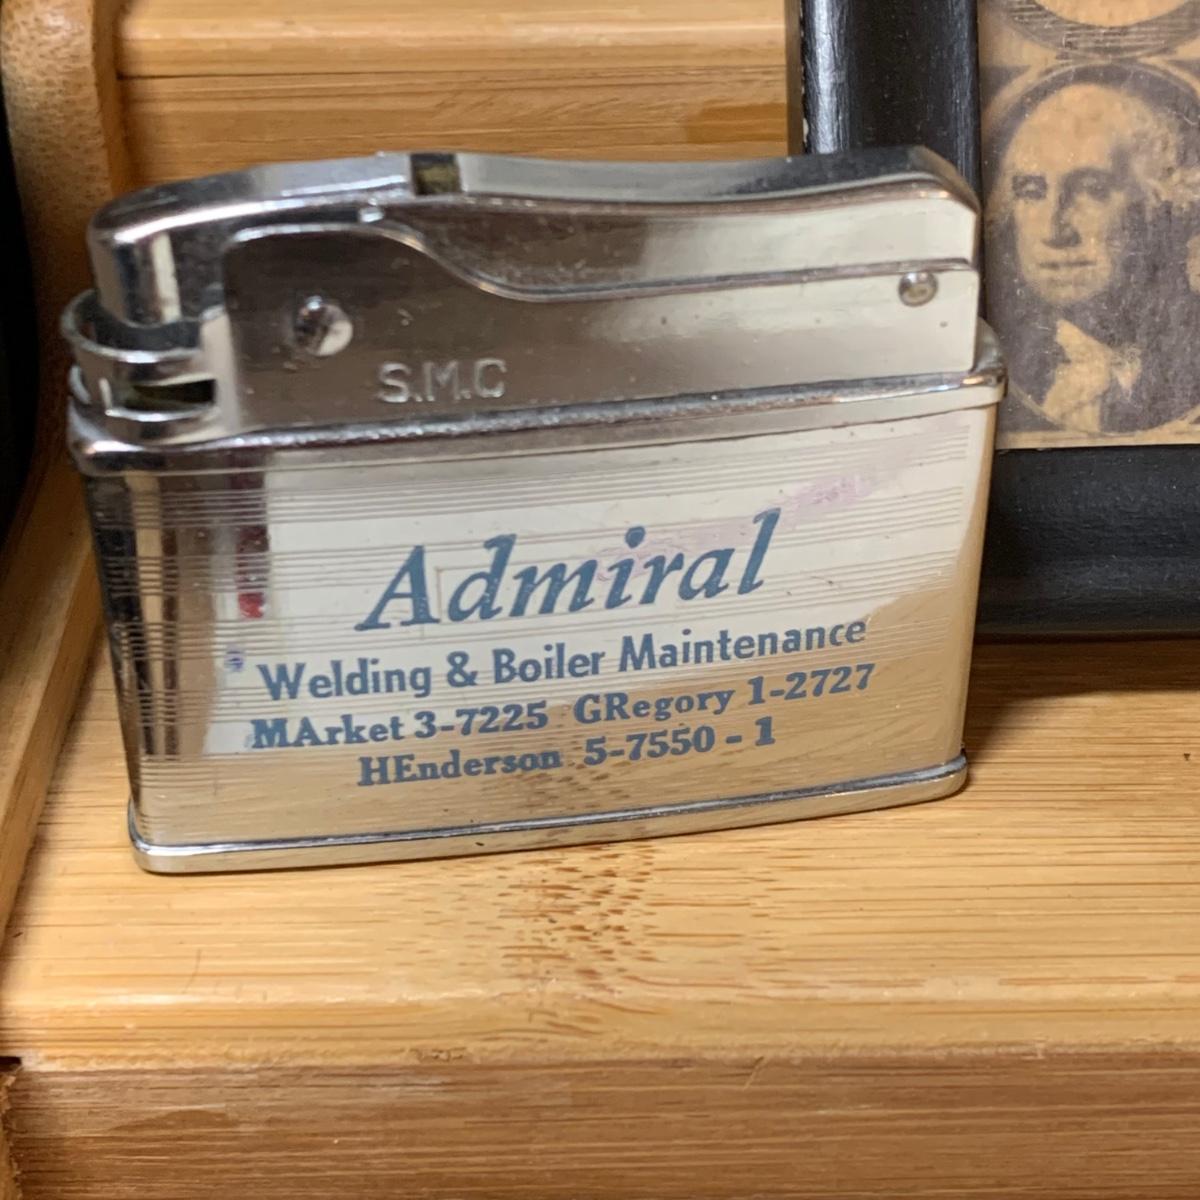 S.M.C
Admiral
Welding & Boiler Maintenance
MArket 3-7225 GRegory 1-2727
HEnderson 5-7550 - 1